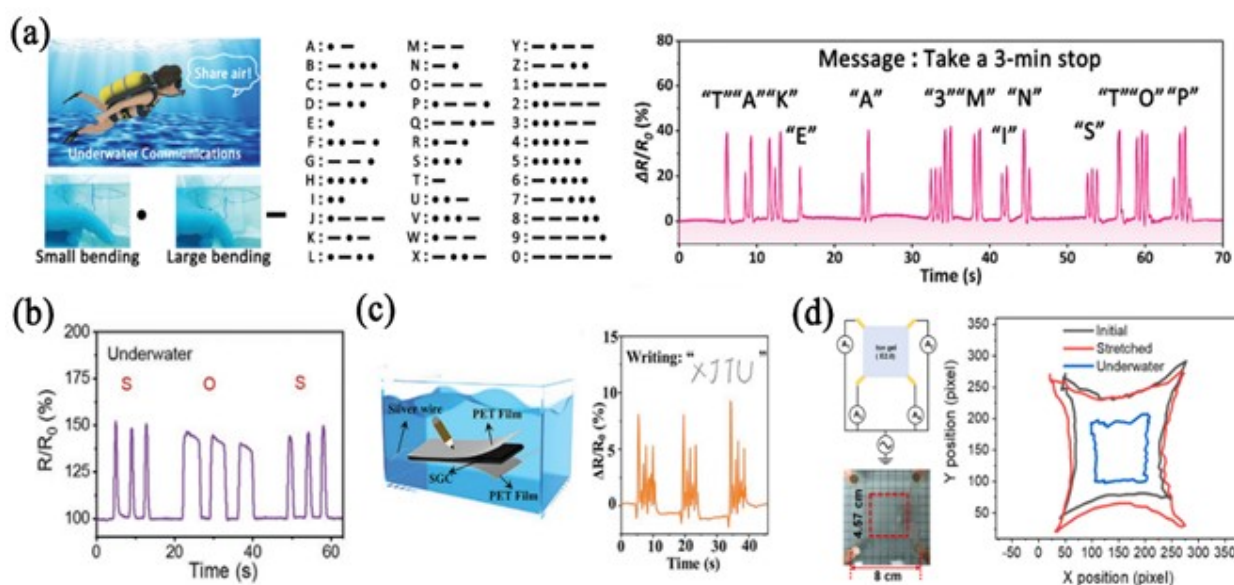 (a)
Share air!
Underwater Communications
Small bending
Large bending
A:
B:
C:
D:
E:
F:
G:
H:
I:
J:
K:
L:
M:
N:
O:
P:
Q:
R:
S:
T:
U:
V:
W:
X:
Y:
Z:
1:
2:
3:
4:
5:
6:
7:
8:
9:
0:
Message : Take a 3-min stop
"T" "A" "K" "E" "A" "3" "M" "I" "N" "S" "T" "O" "P"
ΔR/R0 (%)
80
60
40
20
0
0 10 20 30 40 50 60 70
Time (s)
(b)
Underwater
S O S
R/R0 (%)
200
175
150
125
100
0 20 40 60
Time (s)
(c)
Silver wire
PET Film
SGC
PET Film
Writing: "XJTU"
ΔR/R0 (%)
15
10
5
0
0 10 20 30 40
Time (s)
(d)
Ion gel
4.57 cm
8 cm
Initial
Stretched
Underwater
Y position (pixel)
350
300
250
200
150
100
50
-50 0 50 100 150 200 250 300 350
X position (pixel)